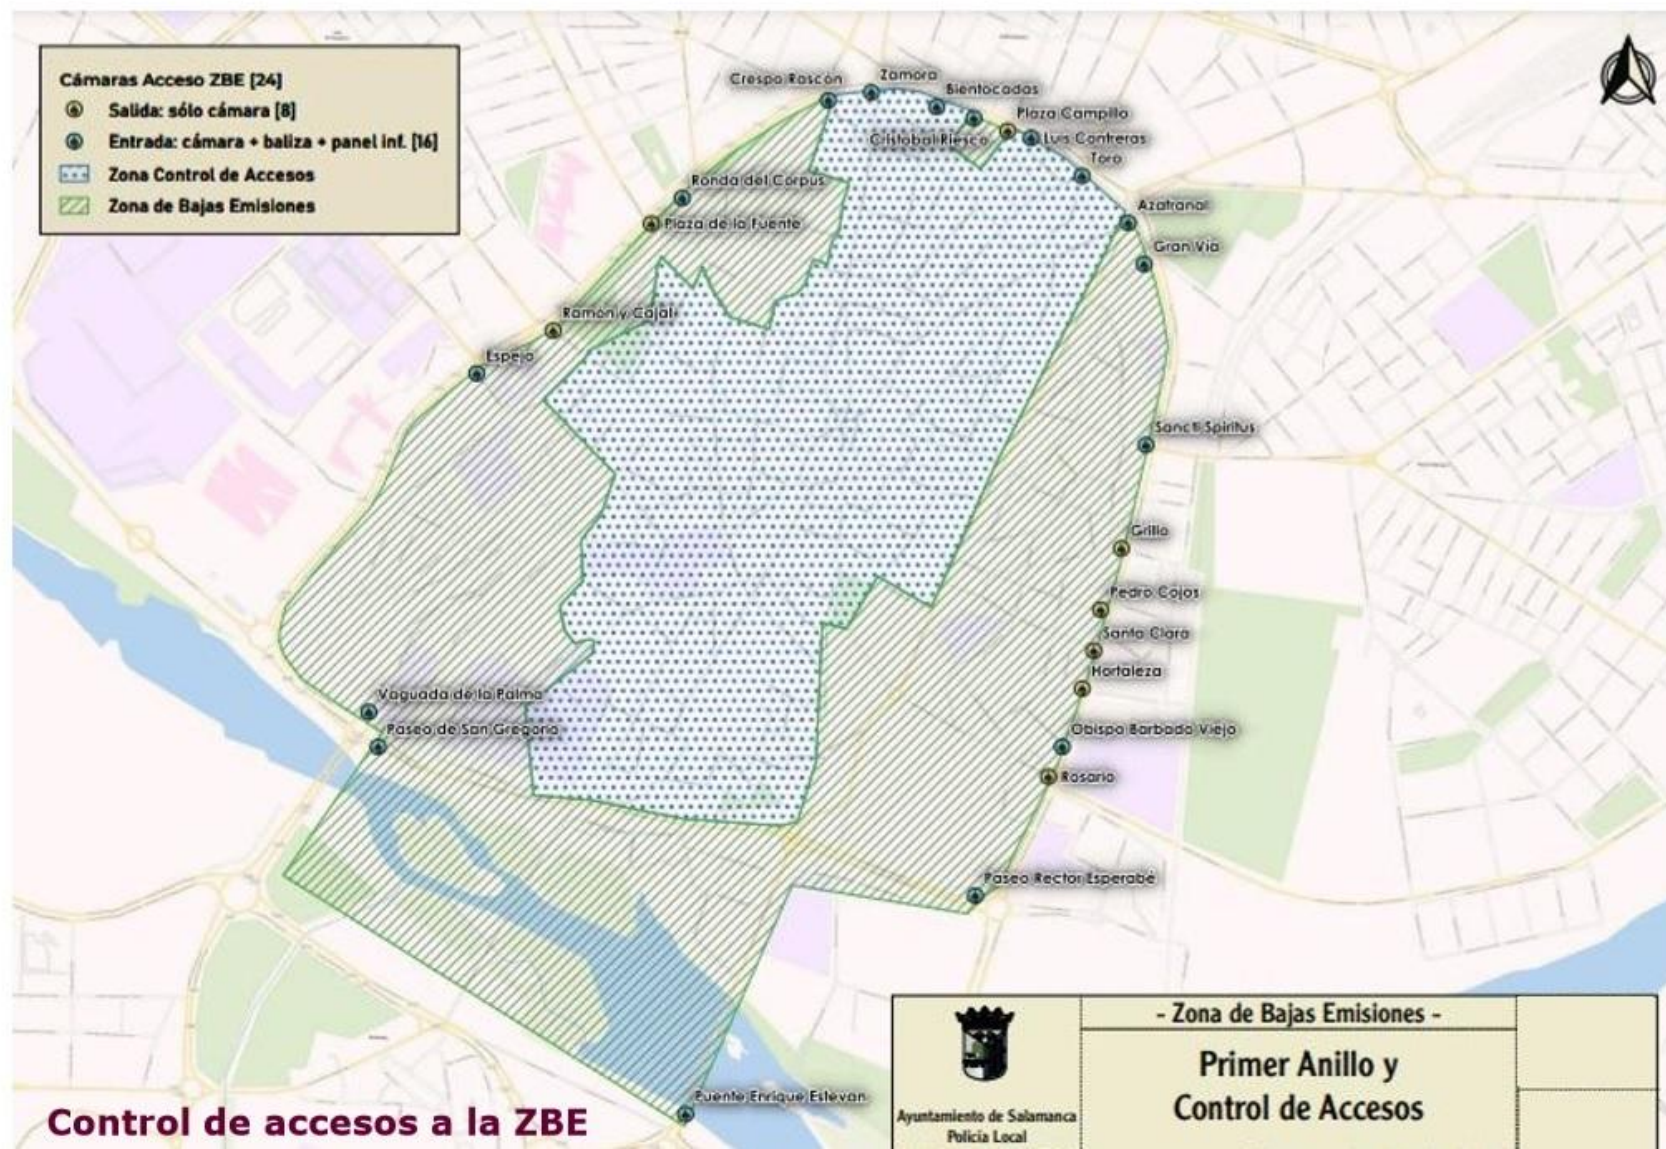 Cámaras Acceso ZBE [24]
Salida: sólo cámara [8]
Entrada: cámara + baliza + panel inf. [16]
Zona Control de Accesos
Zona de Bajas Emisiones
Crespo Rascón
Zamora
Bientocadas
Plaza Campillo
Cristobal Riesco
Luis Contreras
Toro
Ronda del Corpus
Plaza de la Fuente
Azafranal
Gran Vía
Ramón y Cajal
Espejo
Sancti Spiritus
Grillo
Pedro Cojos
Santa Clara
Hortaleza
Vaguada de la Palma
Paseo de San Gregorio
Obispo Barbado Viejo
Rosario
Paseo Rector Esperabé
Puente Enrique Estevan
Control de accesos a la ZBE
Ayuntamiento de Salamanca
Policía Local
- Zona de Bajas Emisiones -
Primer Anillo y
Control de Accesos